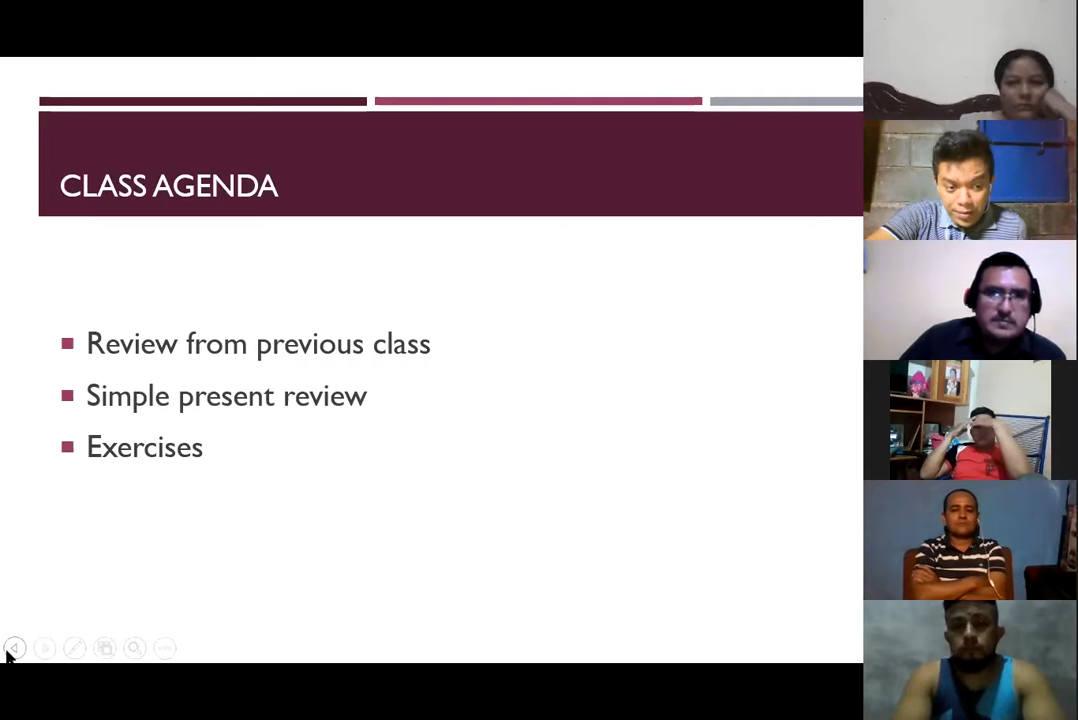 CLASS AGENDA
Review from previous class
Simple present review
Exercises